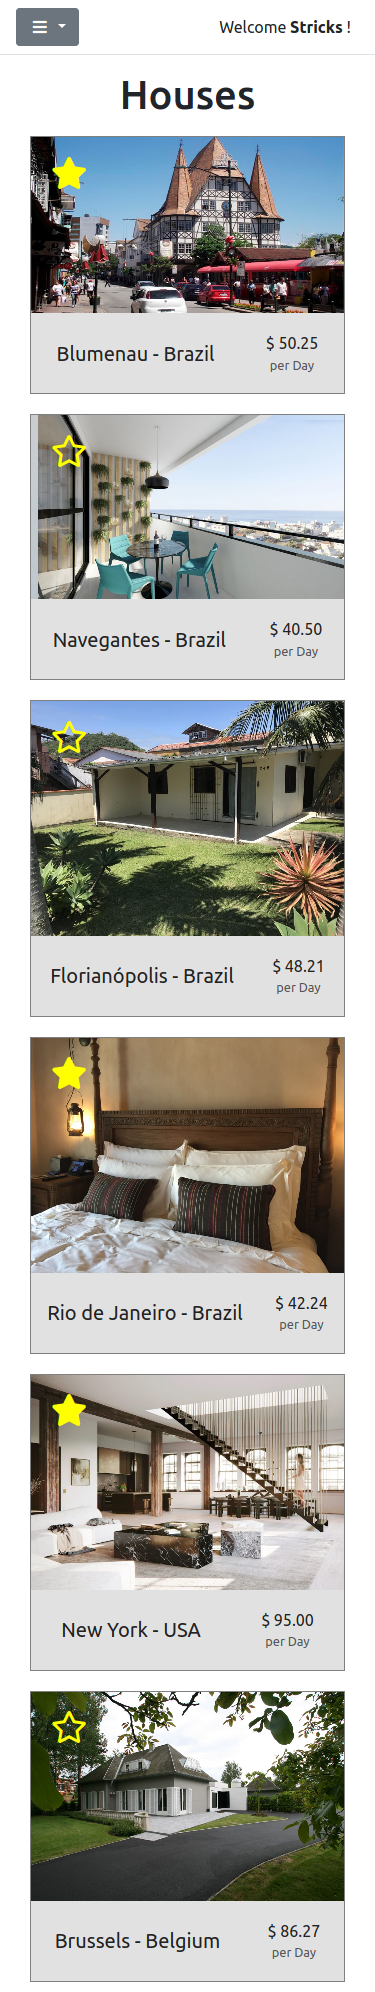 Welcome Stricks !
Houses
Blumenau - Brazil
$ 50.25
per Day
Navegantes - Brazil
$ 40.50
per Day
Florianópolis - Brazil
$ 48.21
per Day
Rio de Janeiro - Brazil
$ 42.24
per Day
New York - USA
$ 95.00
per Day
Brussels - Belgium
$ 86.27
per Day